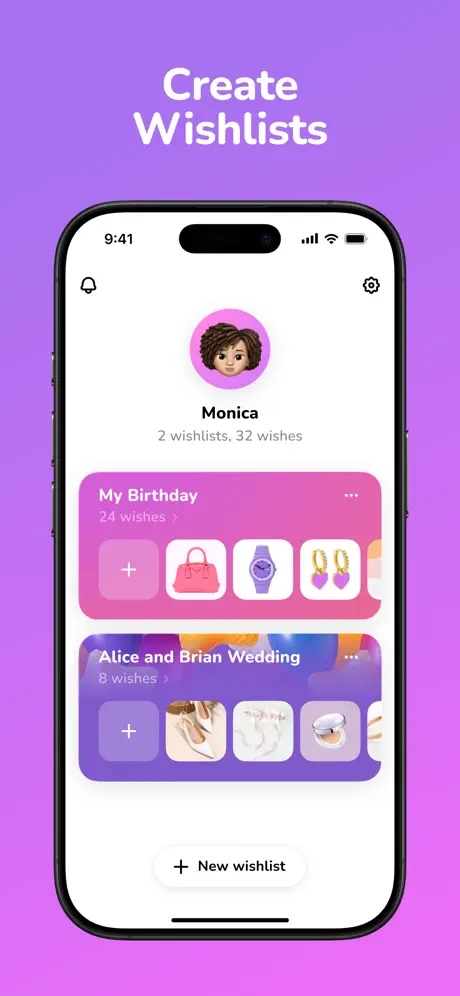 Create
Wishlists
9:41
Monica
2 wishlists, 32 wishes
My Birthday
24 wishes
Alice and Brian Wedding
8 wishes
New wishlist